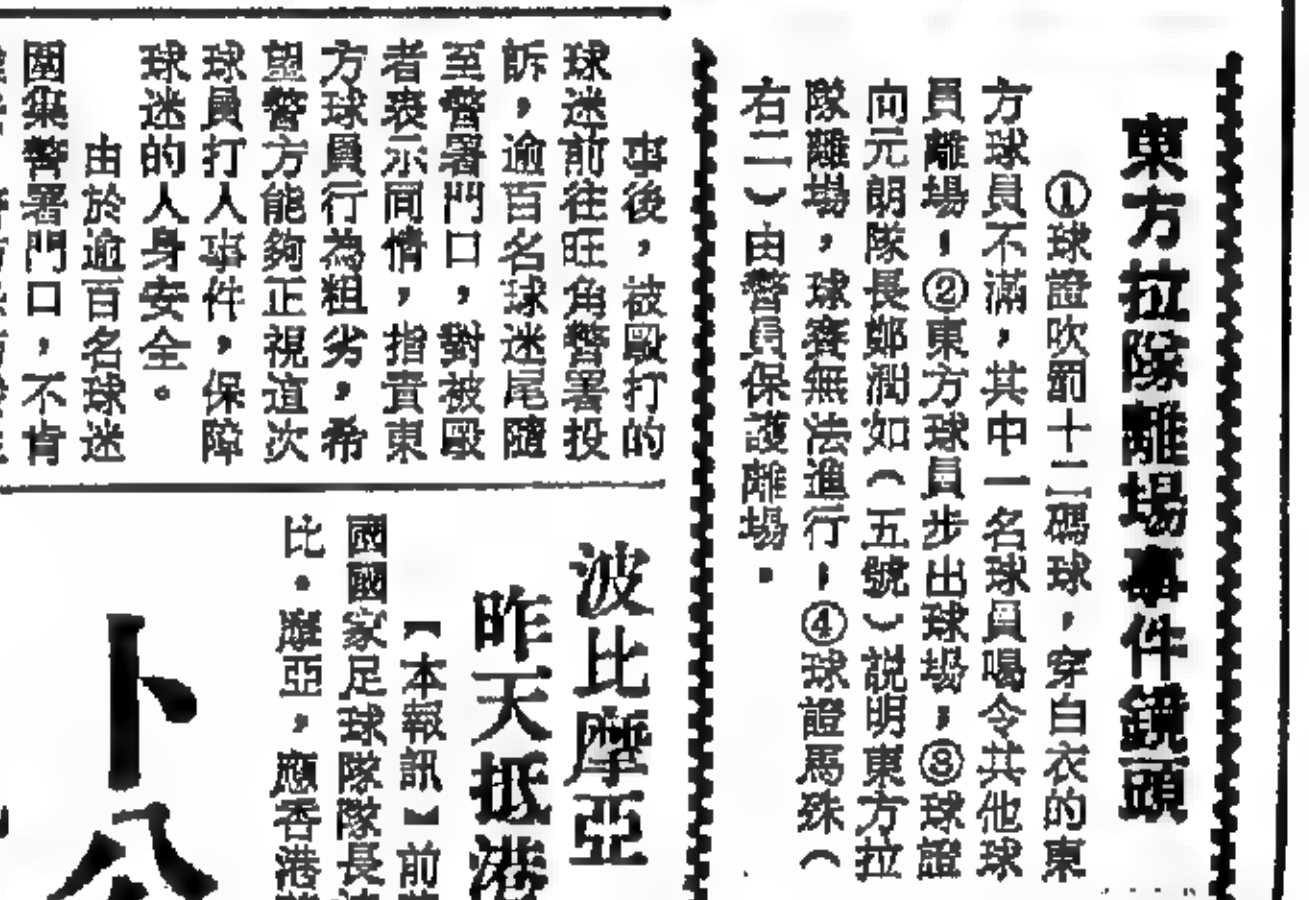 東方拉隊離場事件鏡頭
①球證吹罰十二碼球，穿白衣的東
方球員不滿，其中一名球員喝令其他球
員離場；②東方球員步出球場；③球證
向元朗隊長鄭潤如（五號）説明東方拉
隊離場，球賽無法進行；④球證馬殊（
右二）由警員保護離場。
事後，被毆打的
球迷前往旺角警署投
訴，逾百名球迷尾隨
至警署門口，對被毆
者表示同情，指責東
方球員行為粗劣，希
望警方能夠正視這次
球員打人事件，保障
球迷的人身安全。
由於逾百名球迷
圍集警署門口，不肯
波比摩亞
昨天抵港
【本報訊】前
國國家足球隊隊長
比。摩亞，應香港
卜公